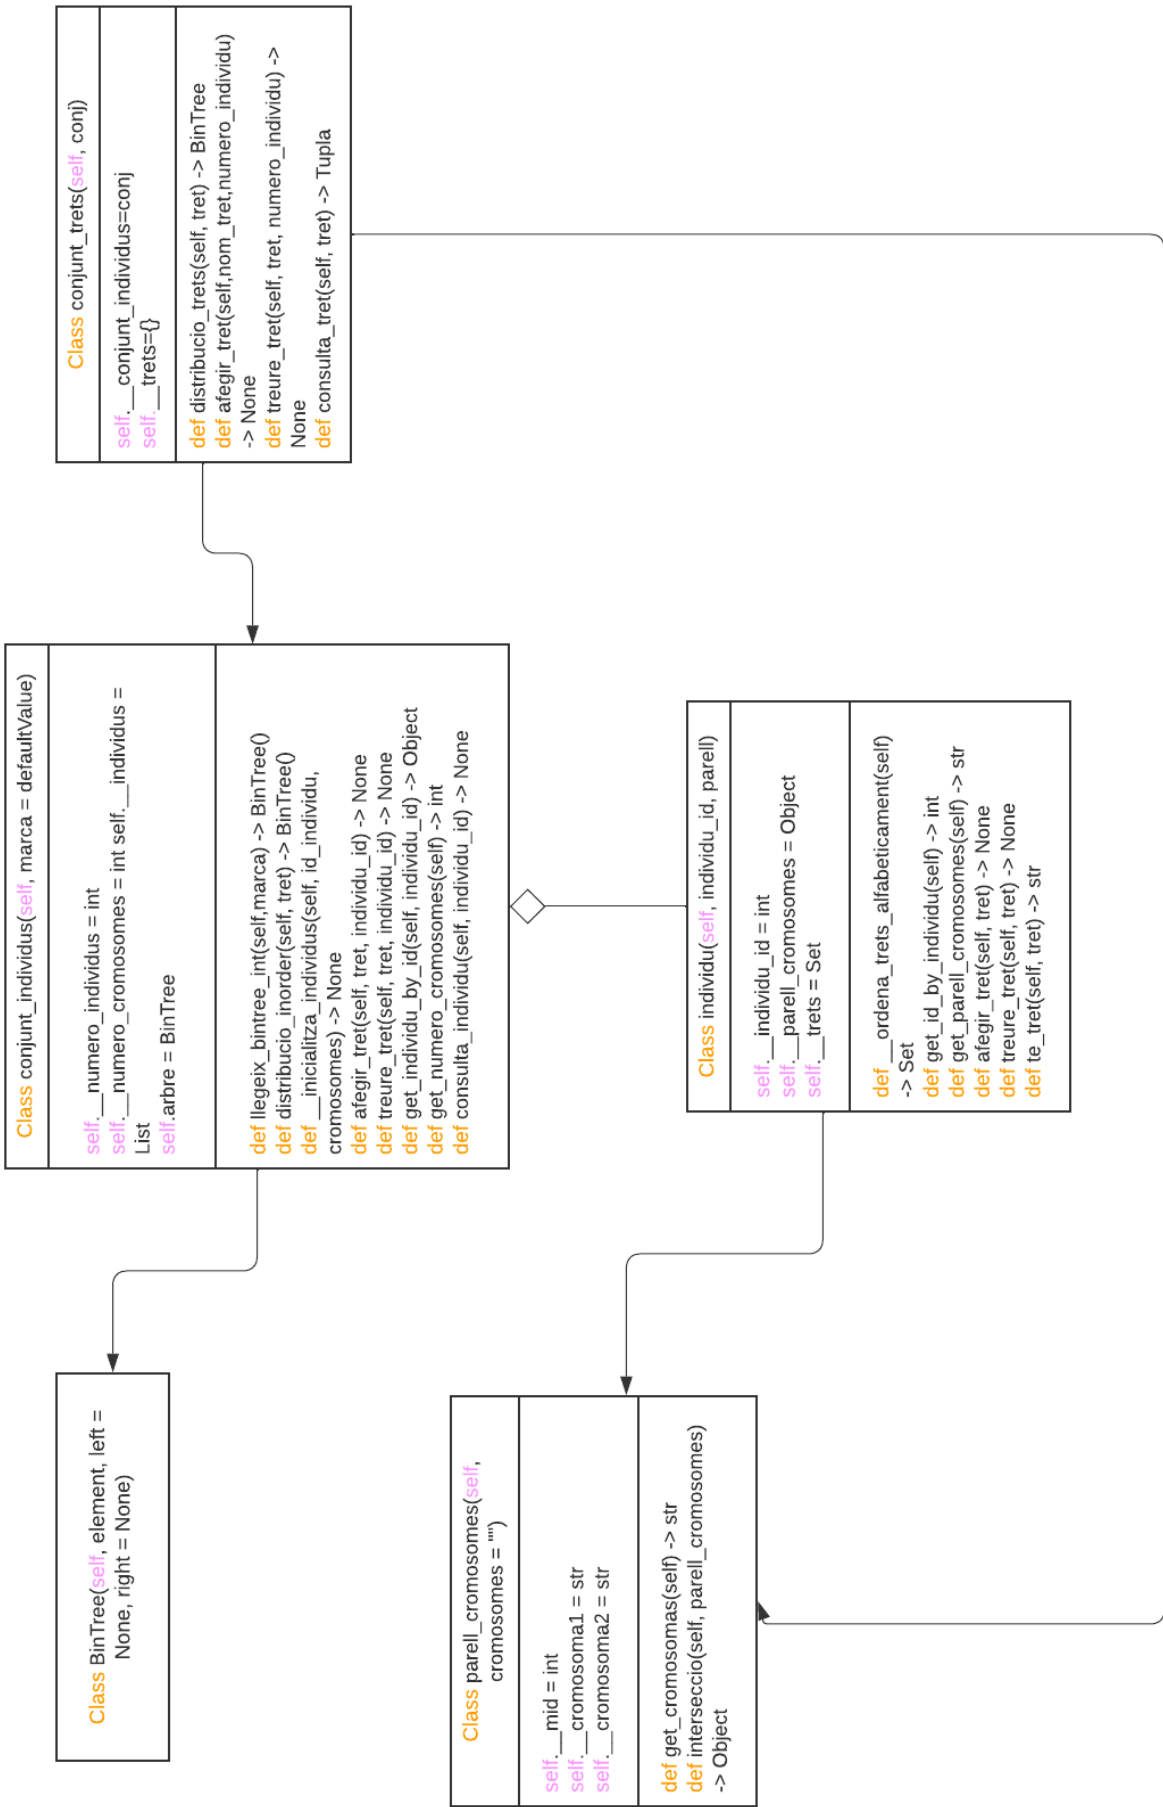 Class BinTree(self, element, left =
None, right = None)
Class conjunt_individus(self, marca = defaultValue)
self.__numero_individus = int
self.__numero_cromosomes = int self.__individus =
List
self.arbre = BinTree
def llegeix_bintree_int(self,marca) -> BinTree()
def distribucio_inorder(self, tret) -> BinTree()
def __inicialitza_individus(self, id_individu,
cromosomes) -> None
def afegir_tret(self, tret, individu_id) -> None
def treure_tret(self, tret, individu_id) -> None
def get_individu_by_id(self, individu_id) -> Object
def get_numero_cromosomes(self) -> int
def consulta_individu(self, individu_id) -> None
Class conjunt_trets(self, conj)
self.__conjunt_individus=conj
self.__trets={}
def distribucio_trets(self, tret) -> BinTree
def afegir_tret(self,nom_tret,numero_individu)
-> None
def treure_tret(self, tret, numero_individu) ->
None
def consulta_tret(self, tret) -> Tupla
Class parell_cromosomes(self,
cromosomes = "")
self.__mid = int
self.__cromosoma1 = str
self.__cromosoma2 = str
def get_cromosomas(self) -> str
def interseccio(self, parell_cromosomes)
-> Object
Class individu(self, individu_id, parell)
self.__individu_id = int
self.__parell_cromosomes = Object
self.__trets = Set
def __ordena_trets_alfabeticament(self)
-> Set
def get_id_by_individu(self) -> int
def get_parell_cromosomes(self) -> str
def afegir_tret(self, tret) -> None
def treure_tret(self, tret) -> None
def te_tret(self, tret) -> str